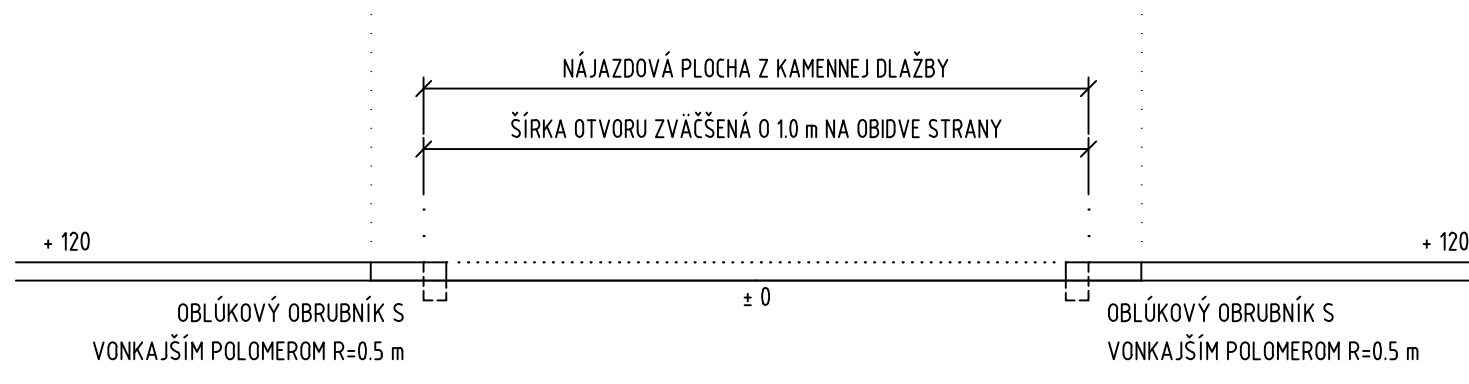 NÁJAZDOVÁ PLOCHA Z KAMENNEJ DLAŽBY
ŠÍRKA OTVORU ZVÄČŠENÁ O 1.0 m NA OBIDVE STRANY
+ 120
+ 120
± 0
OBLÚKOVÝ OBRUBNÍK S
VONKAJŠÍM POLOMEROM R=0.5 m
OBLÚKOVÝ OBRUBNÍK S
VONKAJŠÍM POLOMEROM R=0.5 m